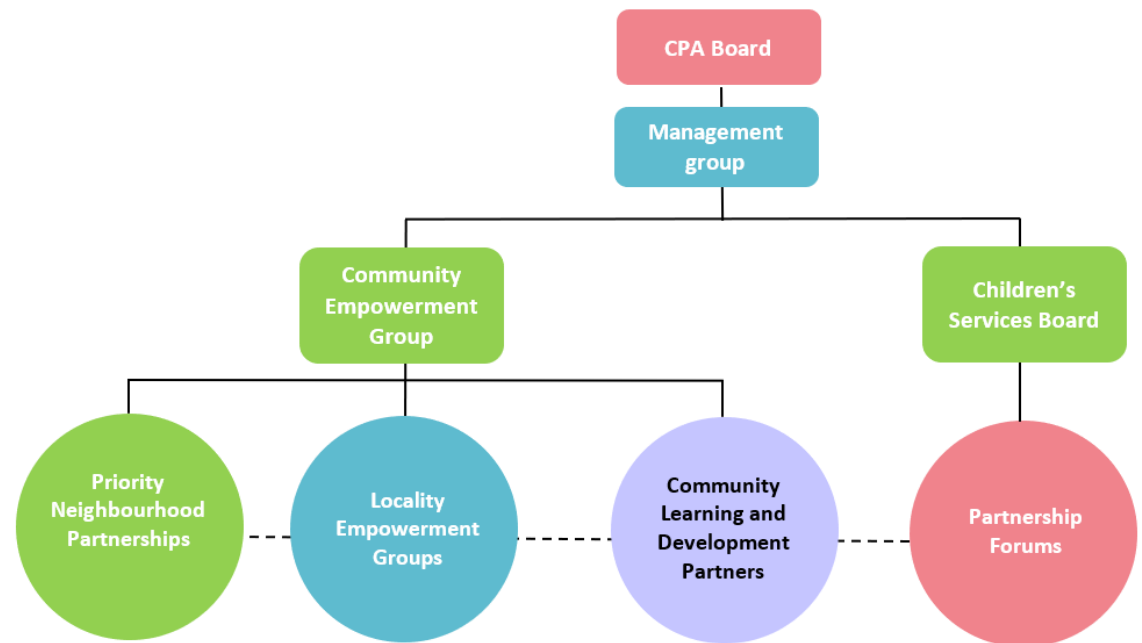 CPA Board
Management
group
Community
Empowerment
Group
Children’s
Services Board
Priority
Neighbourhood
Partnerships
Locality
Empowerment
Groups
Community
Learning and
Development
Partners
Partnership
Forums